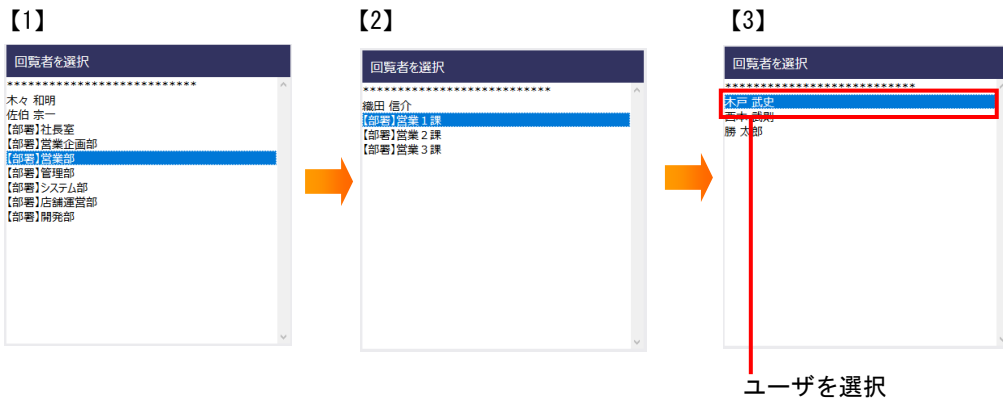 【1】
回覧者を選択
***************************
木々 和明
佐伯 宗一
【部署】社長室
【部署】営業企画部
【部署】営業部
【部署】管理部
【部署】システム部
【部署】店舗運営部
【部署】開発部
【2】
回覧者を選択
***************************
織田 信介
【部署】営業１課
【部署】営業２課
【部署】営業３課
【3】
回覧者を選択
***************************
木戸 武史
西本 武則
勝 太郎
ユーザを選択